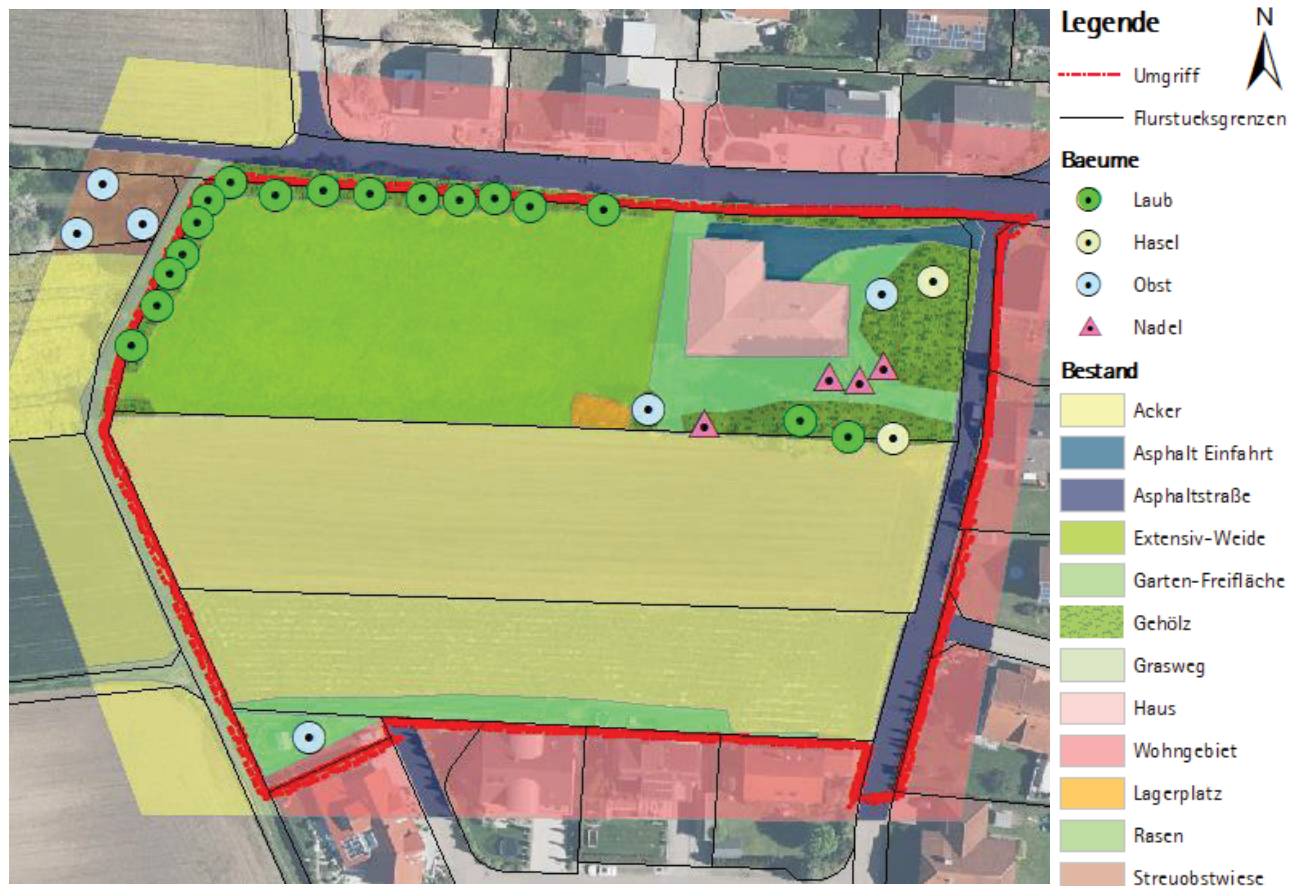 Legende
N
Umgriff
Flurstuecksgrenzen
Baeume
Laub
Hasel
Obst
Nadel
Bestand
Acker
Asphalt Einfahrt
Asphaltstraße
Extensiv-Weide
Garten-Freifläche
Gehölz
Grasweg
Haus
Wohngebiet
Lagerplatz
Rasen
Streuobstwiese